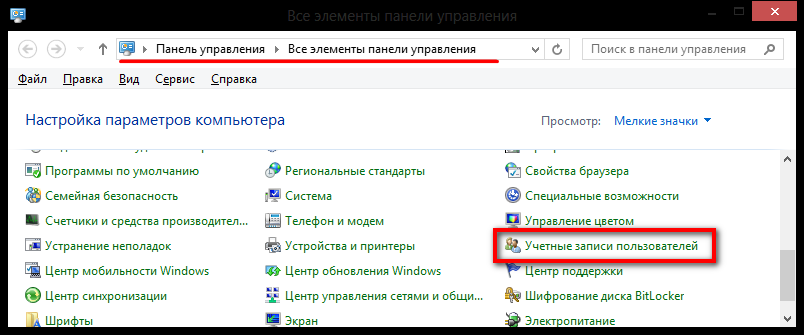 Все элементы панели управления
Панель управления Все элементы панели управления
Поиск в панели управления
Файл Правка Вид Сервис Справка
Настройка параметров компьютера
Просмотр: Мелкие значки
Программы по умолчанию Региональные стандарты Свойства браузера
Семейная безопасность Система Специальные возможности
Счетчики и средства производител... Телефон и модем Управление цветом
Устранение неполадок Устройства и принтеры Учетные записи пользователей
Центр мобильности Windows Центр обновления Windows Центр поддержки
Центр синхронизации Центр управления сетями и общи... Шифрование диска BitLocker
Шрифты Экран Электропитание